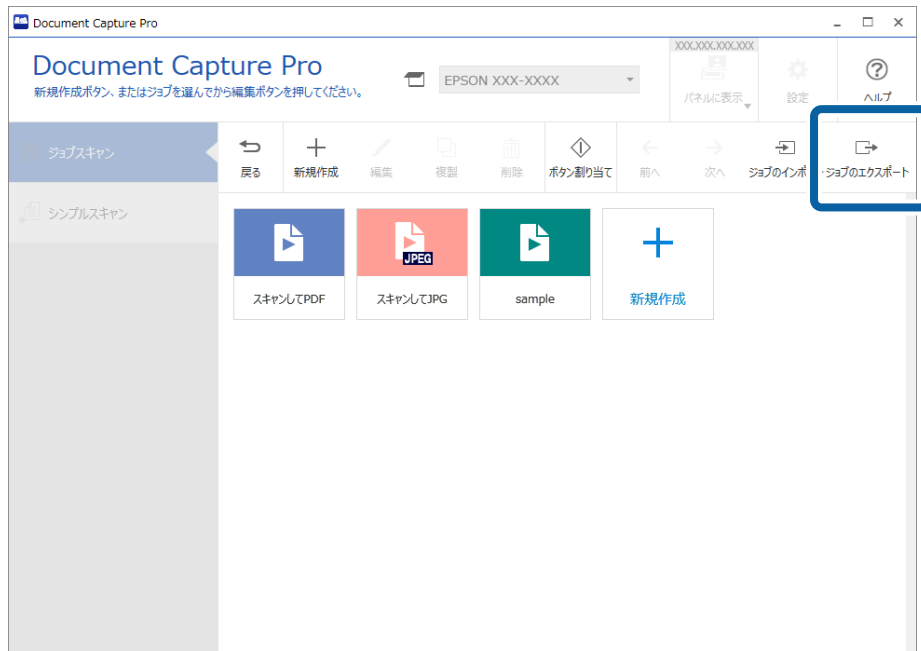 Document Capture Pro
Document Capture Pro
新規作成ボタン、またはジョブを選んでから編集ボタンを押してください。
EPSON XXX-XXXX
XXX.XXX.XXX.XXX
パネルに表示
設定
ヘルプ
ジョブスキャン
シンプルスキャン
戻る
新規作成
編集
複製
削除
ボタン割り当て
前へ
次へ
ジョブのインポ
ジョブのエクスポート
JPEG
スキャンしてPDF
スキャンしてJPG
sample
新規作成